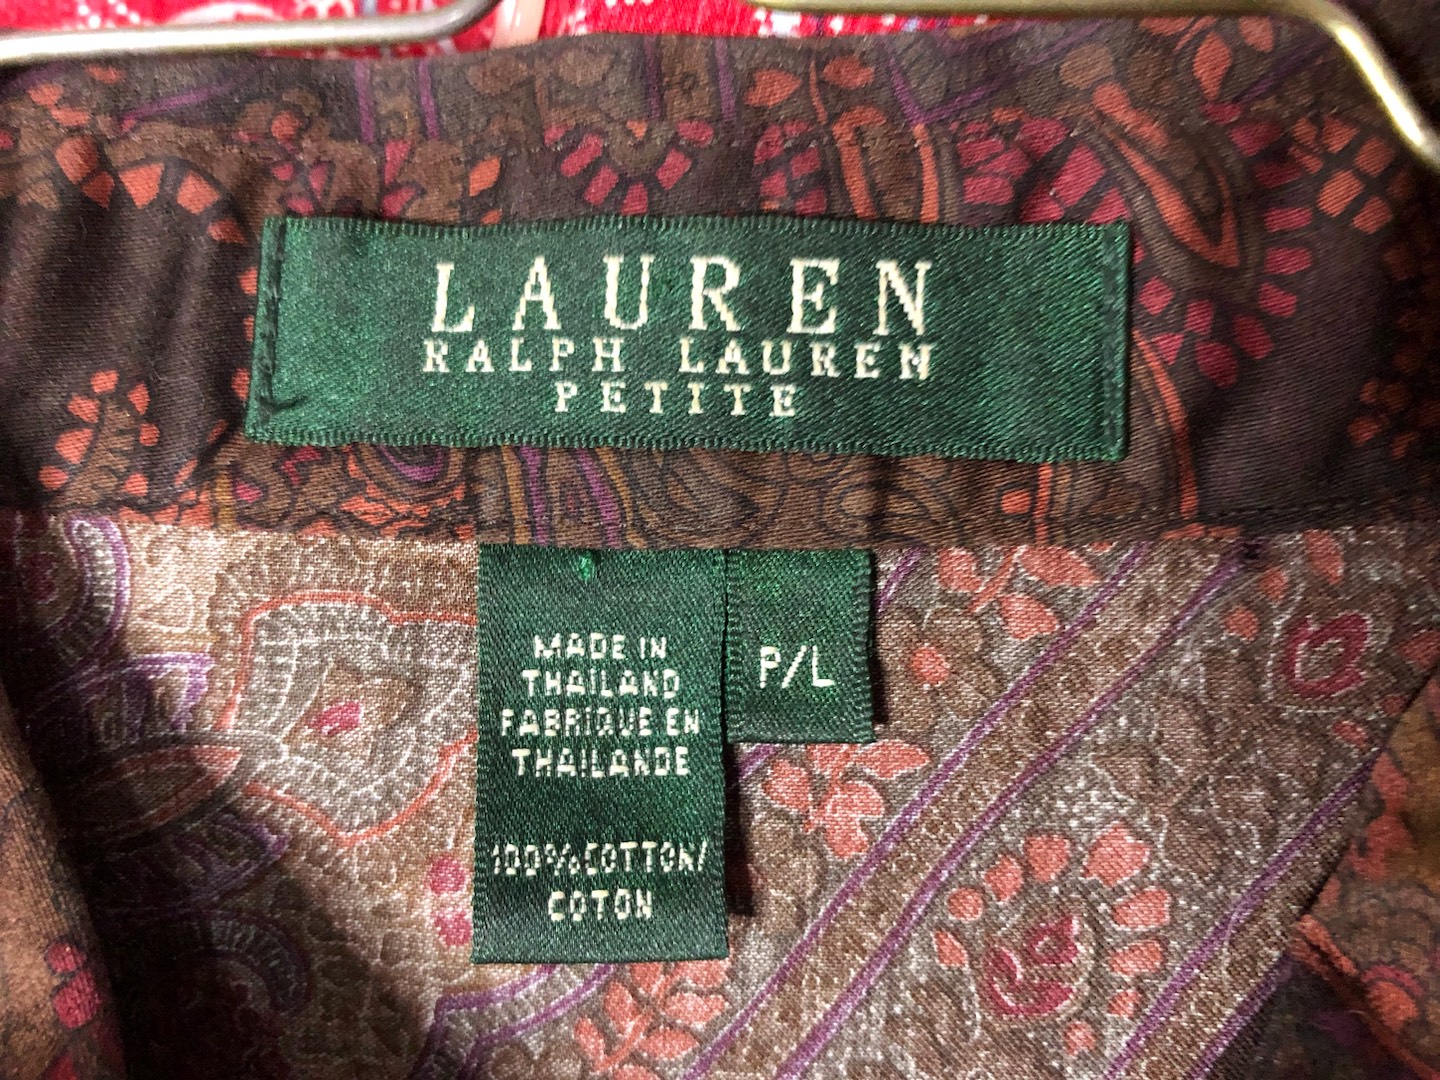 LAUREN
RALPH LAUREN
PETITE
MADE IN
THAILAND
FABRIQUE EN
THAILANDE
100% COTTON/
COTON
P/L